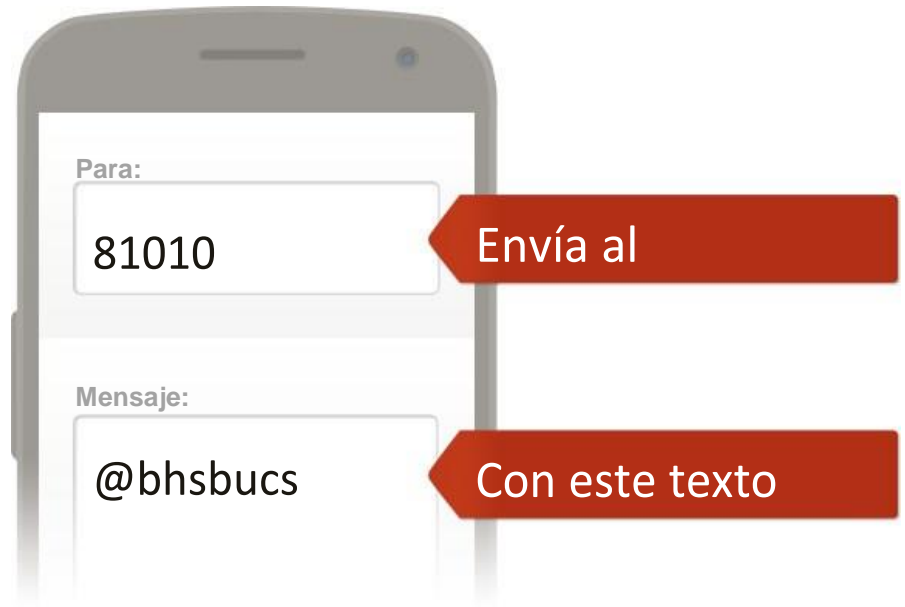 Para:
81010
Envía al
Mensaje:
@bhsbucs
Con este texto